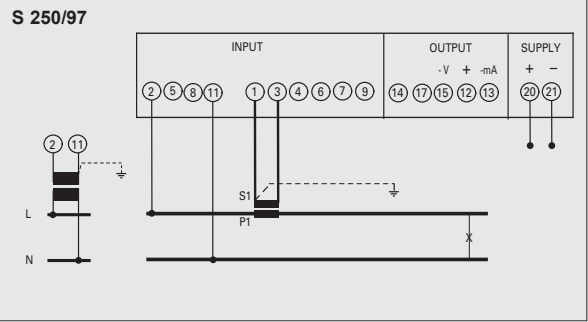 S 250/97
INPUT OUTPUT SUPPLY
- V + -mA + –
2 5 8 11 1 3 4 6 7 9 14 17 15 12 13 20 21
2 11
S1
P1
L
X
N